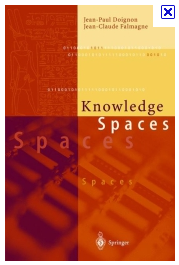 Jean-Paul Doignon
Jean-Claude Falmagne
Knowledge
Spaces
Spaces
Spaces
Springer